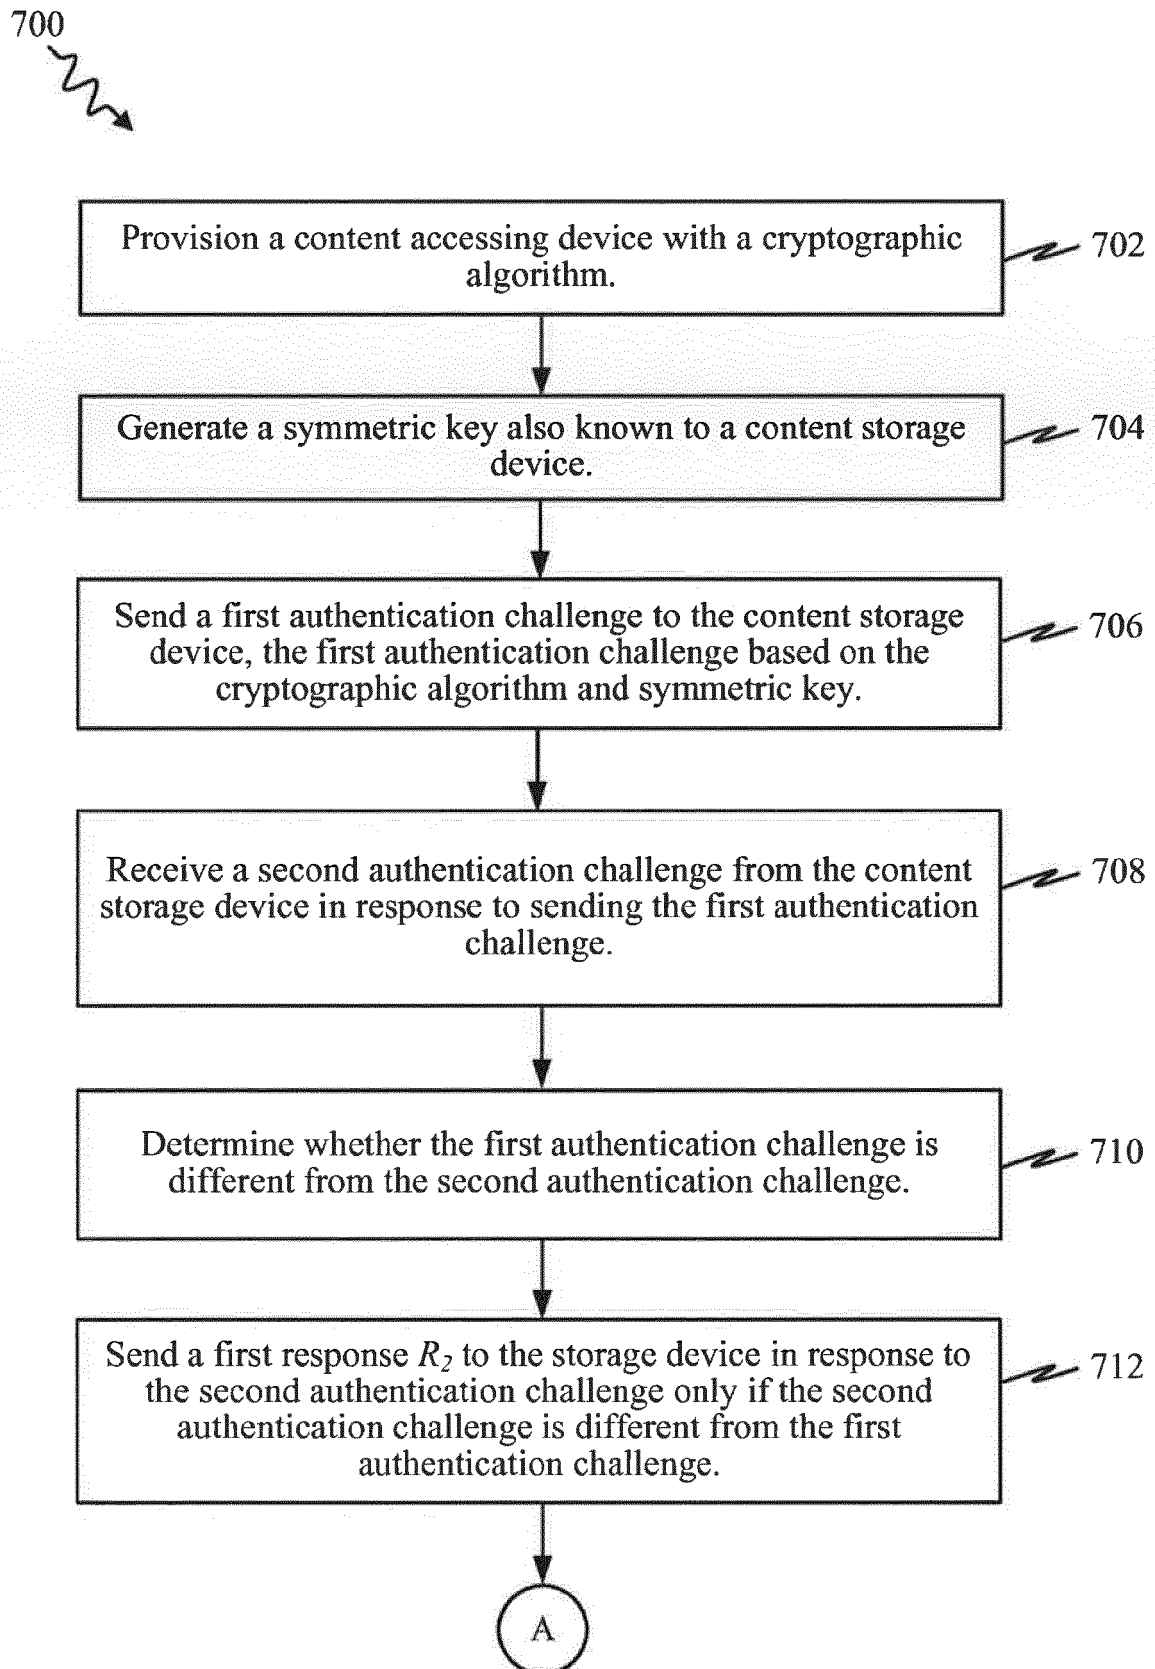 700
Provision a content accessing device with a cryptographic
algorithm.
702
Generate a symmetric key also known to a content storage
device.
704
Send a first authentication challenge to the content storage
device, the first authentication challenge based on the
cryptographic algorithm and symmetric key.
706
Receive a second authentication challenge from the content
storage device in response to sending the first authentication
challenge.
708
Determine whether the first authentication challenge is
different from the second authentication challenge.
710
Send a first response R₂ to the storage device in response to
the second authentication challenge only if the second
authentication challenge is different from the first
authentication challenge.
712
A